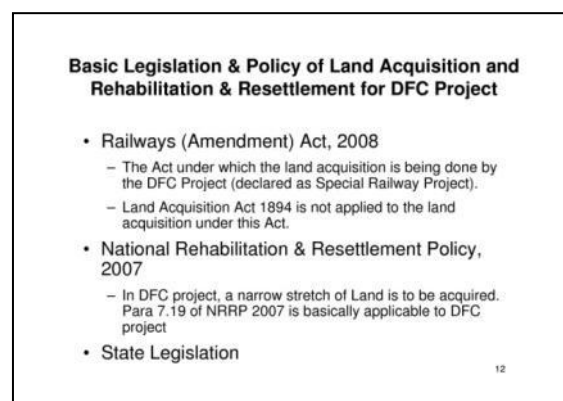 Basic Legislation & Policy of Land Acquisition and
Rehabilitation & Resettlement for DFC Project
• Railways (Amendment) Act, 2008
– The Act under which the land acquisition is being done by
the DFC Project (declared as Special Railway Project).
– Land Acquisition Act 1894 is not applied to the land
acquisition under this Act.
• National Rehabilitation & Resettlement Policy,
2007
– In DFC project, a narrow stretch of Land is to be acquired.
Para 7.19 of NRRP 2007 is basically applicable to DFC
project
• State Legislation
12